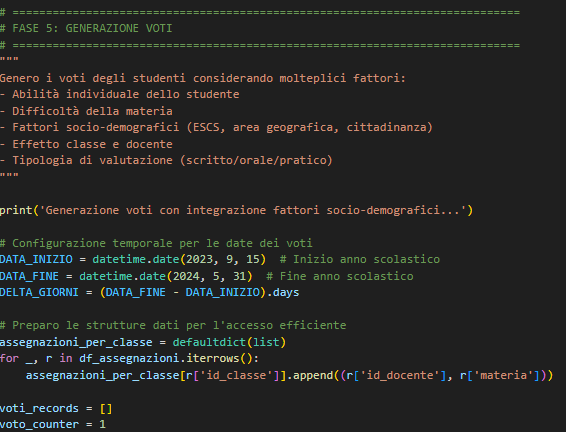 # ============================================================================
# FASE 5: GENERAZIONE VOTI
# ============================================================================
"""
Genero i voti degli studenti considerando molteplici fattori:
- Abilità individuale dello studente
- Difficoltà della materia
- Fattori socio-demografici (ESCS, area geografica, cittadinanza)
- Effetto classe e docente
- Tipologia di valutazione (scritto/orale/pratico)
"""
print('Generazione voti con integrazione fattori socio-demografici...')
# Configurazione temporale per le date dei voti
DATA_INIZIO = datetime.date(2023, 9, 15)  # Inizio anno scolastico
DATA_FINE = datetime.date(2024, 5, 31)  # Fine anno scolastico
DELTA_GIORNI = (DATA_FINE - DATA_INIZIO).days
# Preparo le strutture dati per l'accesso efficiente
assegnazioni_per_classe = defaultdict(list)
for _, r in df_assegnazioni.iterrows():
    assegnazioni_per_classe[r['id_classe']].append((r['id_docente'], r['materia']))
voti_records = []
voto_counter = 1